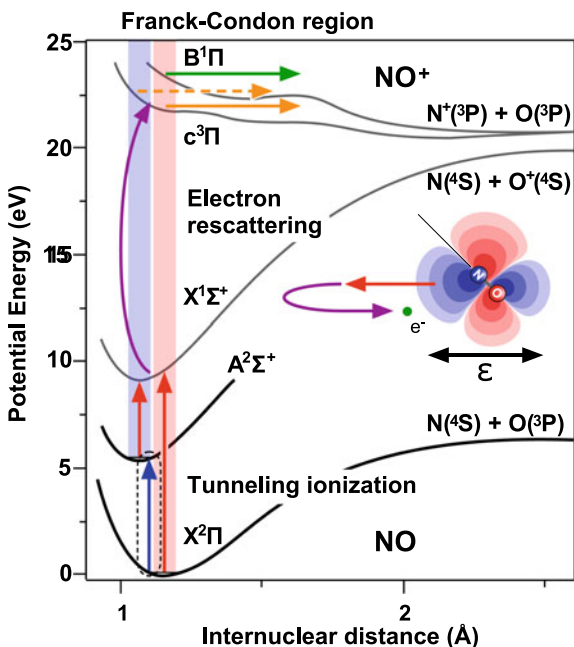 Franck-Condon region
25
20
15
10
5
0
Potential Energy (eV)
B¹Π
NO⁺
c³Π
N⁺(³P) + O(³P)
N(⁴S) + O⁺(⁴S)
Electron
rescattering
X¹Σ⁺
N
O
e⁻
ε
A²Σ⁺
N(⁴S) + O(³P)
Tunneling ionization
X²Π
NO
1
2
Internuclear distance (Å)